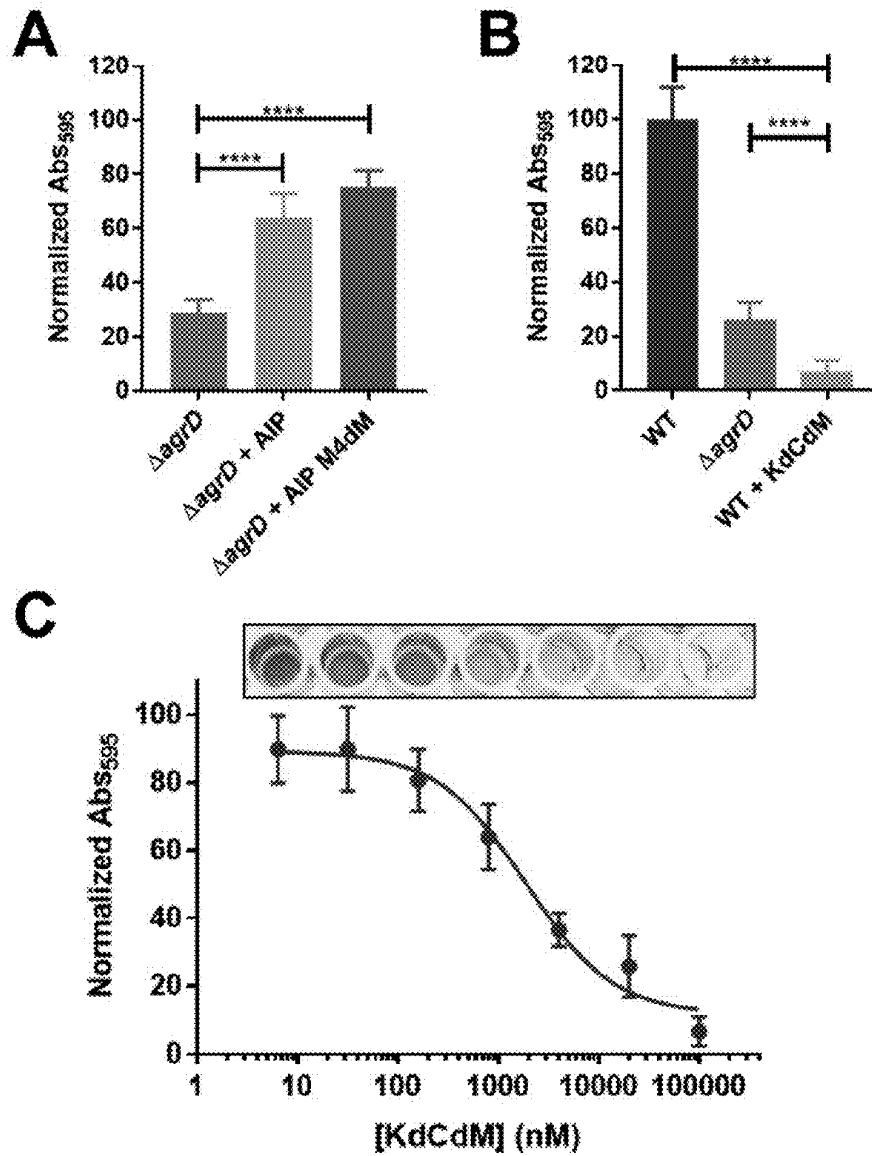 A
Normalized Abs595
120
100
80
60
40
20
0
****
****
ΔagrD
ΔagrD + AIP
ΔagrD + AIP M4dM
B
Normalized Abs595
120
100
80
60
40
20
0
****
****
WT
ΔagrD
WT + KdCdM
C
Normalized Abs595
100
80
60
40
20
0
1 10 100 1000 10000 100000
[KdCdM] (nM)